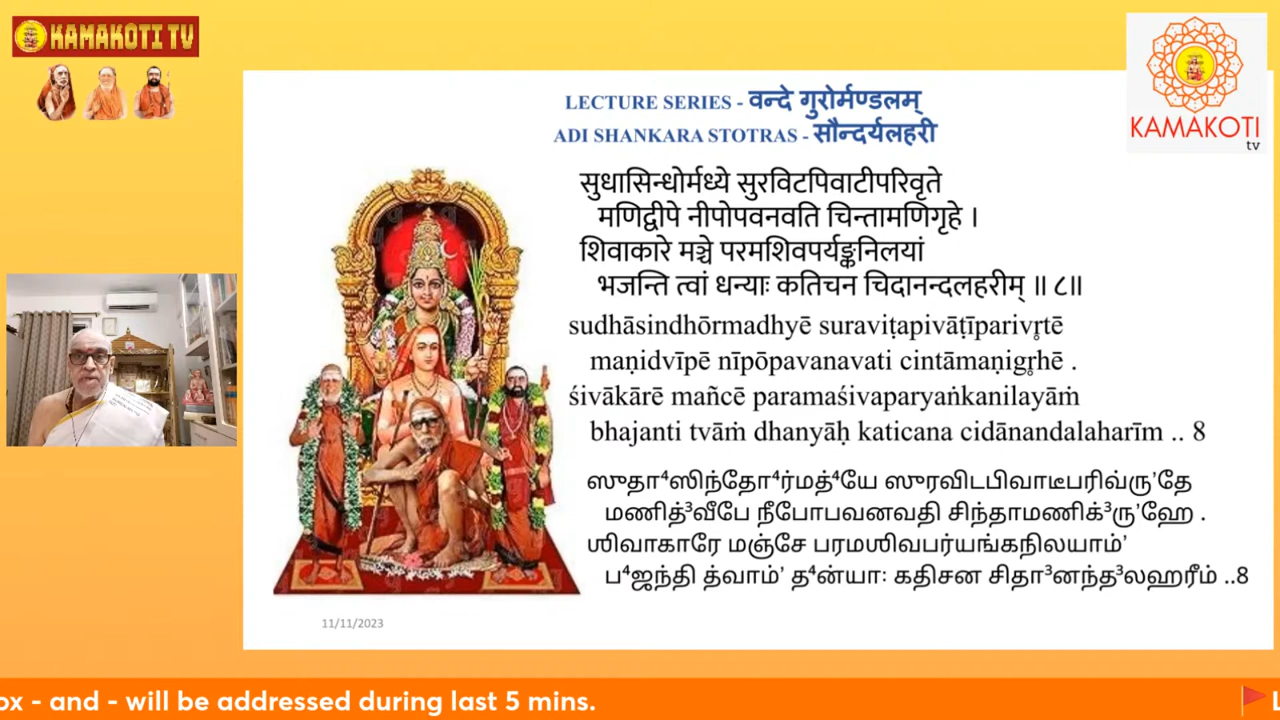 KAMAKOTI TV
KAMAKOTI
tv
LECTURE SERIES - वन्दे गुरोर्मण्डलम्
ADI SHANKARA STOTRAS - सौन्दर्यलहरी
सुधासिन्धोर्मध्ये सुरविटपिवाटीपरिवृते
मणिद्वीपे नीपोपवनवति चिन्तामणिगृहे ।
शिवाकारे मञ्चे परमशिवपर्यङ्कनिलयां
भजन्ति त्वां धन्याः कतिचन चिदानन्दलहरीम् ॥ ८॥
sudhāsindhōrmadhyē suraviṭapivāṭīparivr̥tē
maṇidvīpē nīpōpavanavati cintāmaṇigr̥hē .
śivākārē mañcē paramaśivaparyaṅkanilayāṁ
bhajanti tvāṁ dhanyāḥ katicana cidānandalaharīm .. 8
ஸுதா⁴ஸிந்தோ⁴ர்மத்⁴யே ஸுரவிடபிவாடீபரிவ்ரு’தே
மணித்³வீபே நீபோபவனவதி சிந்தாமணிக்³ரு’ஹே .
ஶிவாகாரே மஞ்சே பரமஶிவபர்யங்கநிலயாம்’
ப⁴ஜந்தி த்வாம்’ த⁴ன்யா꞉ கதிசன சிதா³னந்த³லஹரீம் ..8
11/11/2023
ox - and - will be addressed during last 5 mins.
L